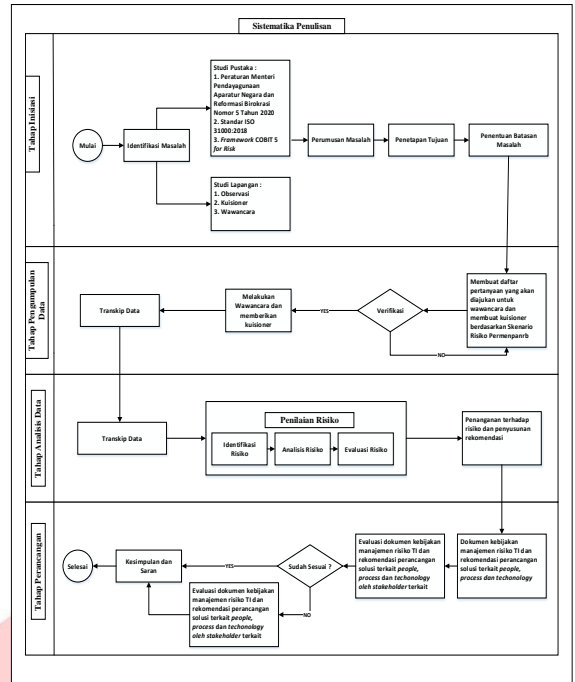 Sistematika Penulisan
Tahap Inisiasi
Mulai
Identifikasi Masalah
Studi Pustaka :
1. Peraturan Menteri
Pendayagunaan
Aparatur Negara dan
Reformasi Birokrasi
Nomor 5 Tahun 2020
2. Standar ISO
31000:2018
3. Framework COBIT 5
for Risk
Studi Lapangan :
1. Observasi
2. Kuisioner
3. Wawancara
Perumusan Masalah
Penetapan Tujuan
Penentuan Batasan
Masalah
Tahap Pengumpulan
Data
Membuat daftar
pertanyaan yang akan
diajukan untuk
wawancara dan
membuat kuisioner
berdasarkan Skenario
Risiko Permenpanrb
Verifikasi
YES
NO
Melakukan
Wawancara dan
memberikan
kuisioner
Transkip Data
Tahap Analisis Data
Transkip Data
Penilaian Risiko
Identifikasi
Risiko
Analisis Risiko
Evaluasi Risiko
Penanganan terhadap
risiko dan penyusunan
rekomendasi
Tahap Perancangan
Dokumen kebijakan
manajemen risiko TI dan
rekomendasi perancangan
solusi terkait people,
process dan techonology
Evaluasi dokumen kebijakan
manajemen risiko TI dan
rekomendasi perancangan
solusi terkait people,
process dan techonology
oleh stakeholder terkait
Sudah Sesuai ?
YES
NO
Evaluasi dokumen kebijakan
manajemen risiko TI dan
rekomendasi perancangan
solusi terkait people,
process dan techonology
oleh stakeholder terkait
Kesimpulan dan
Saran
Selesai